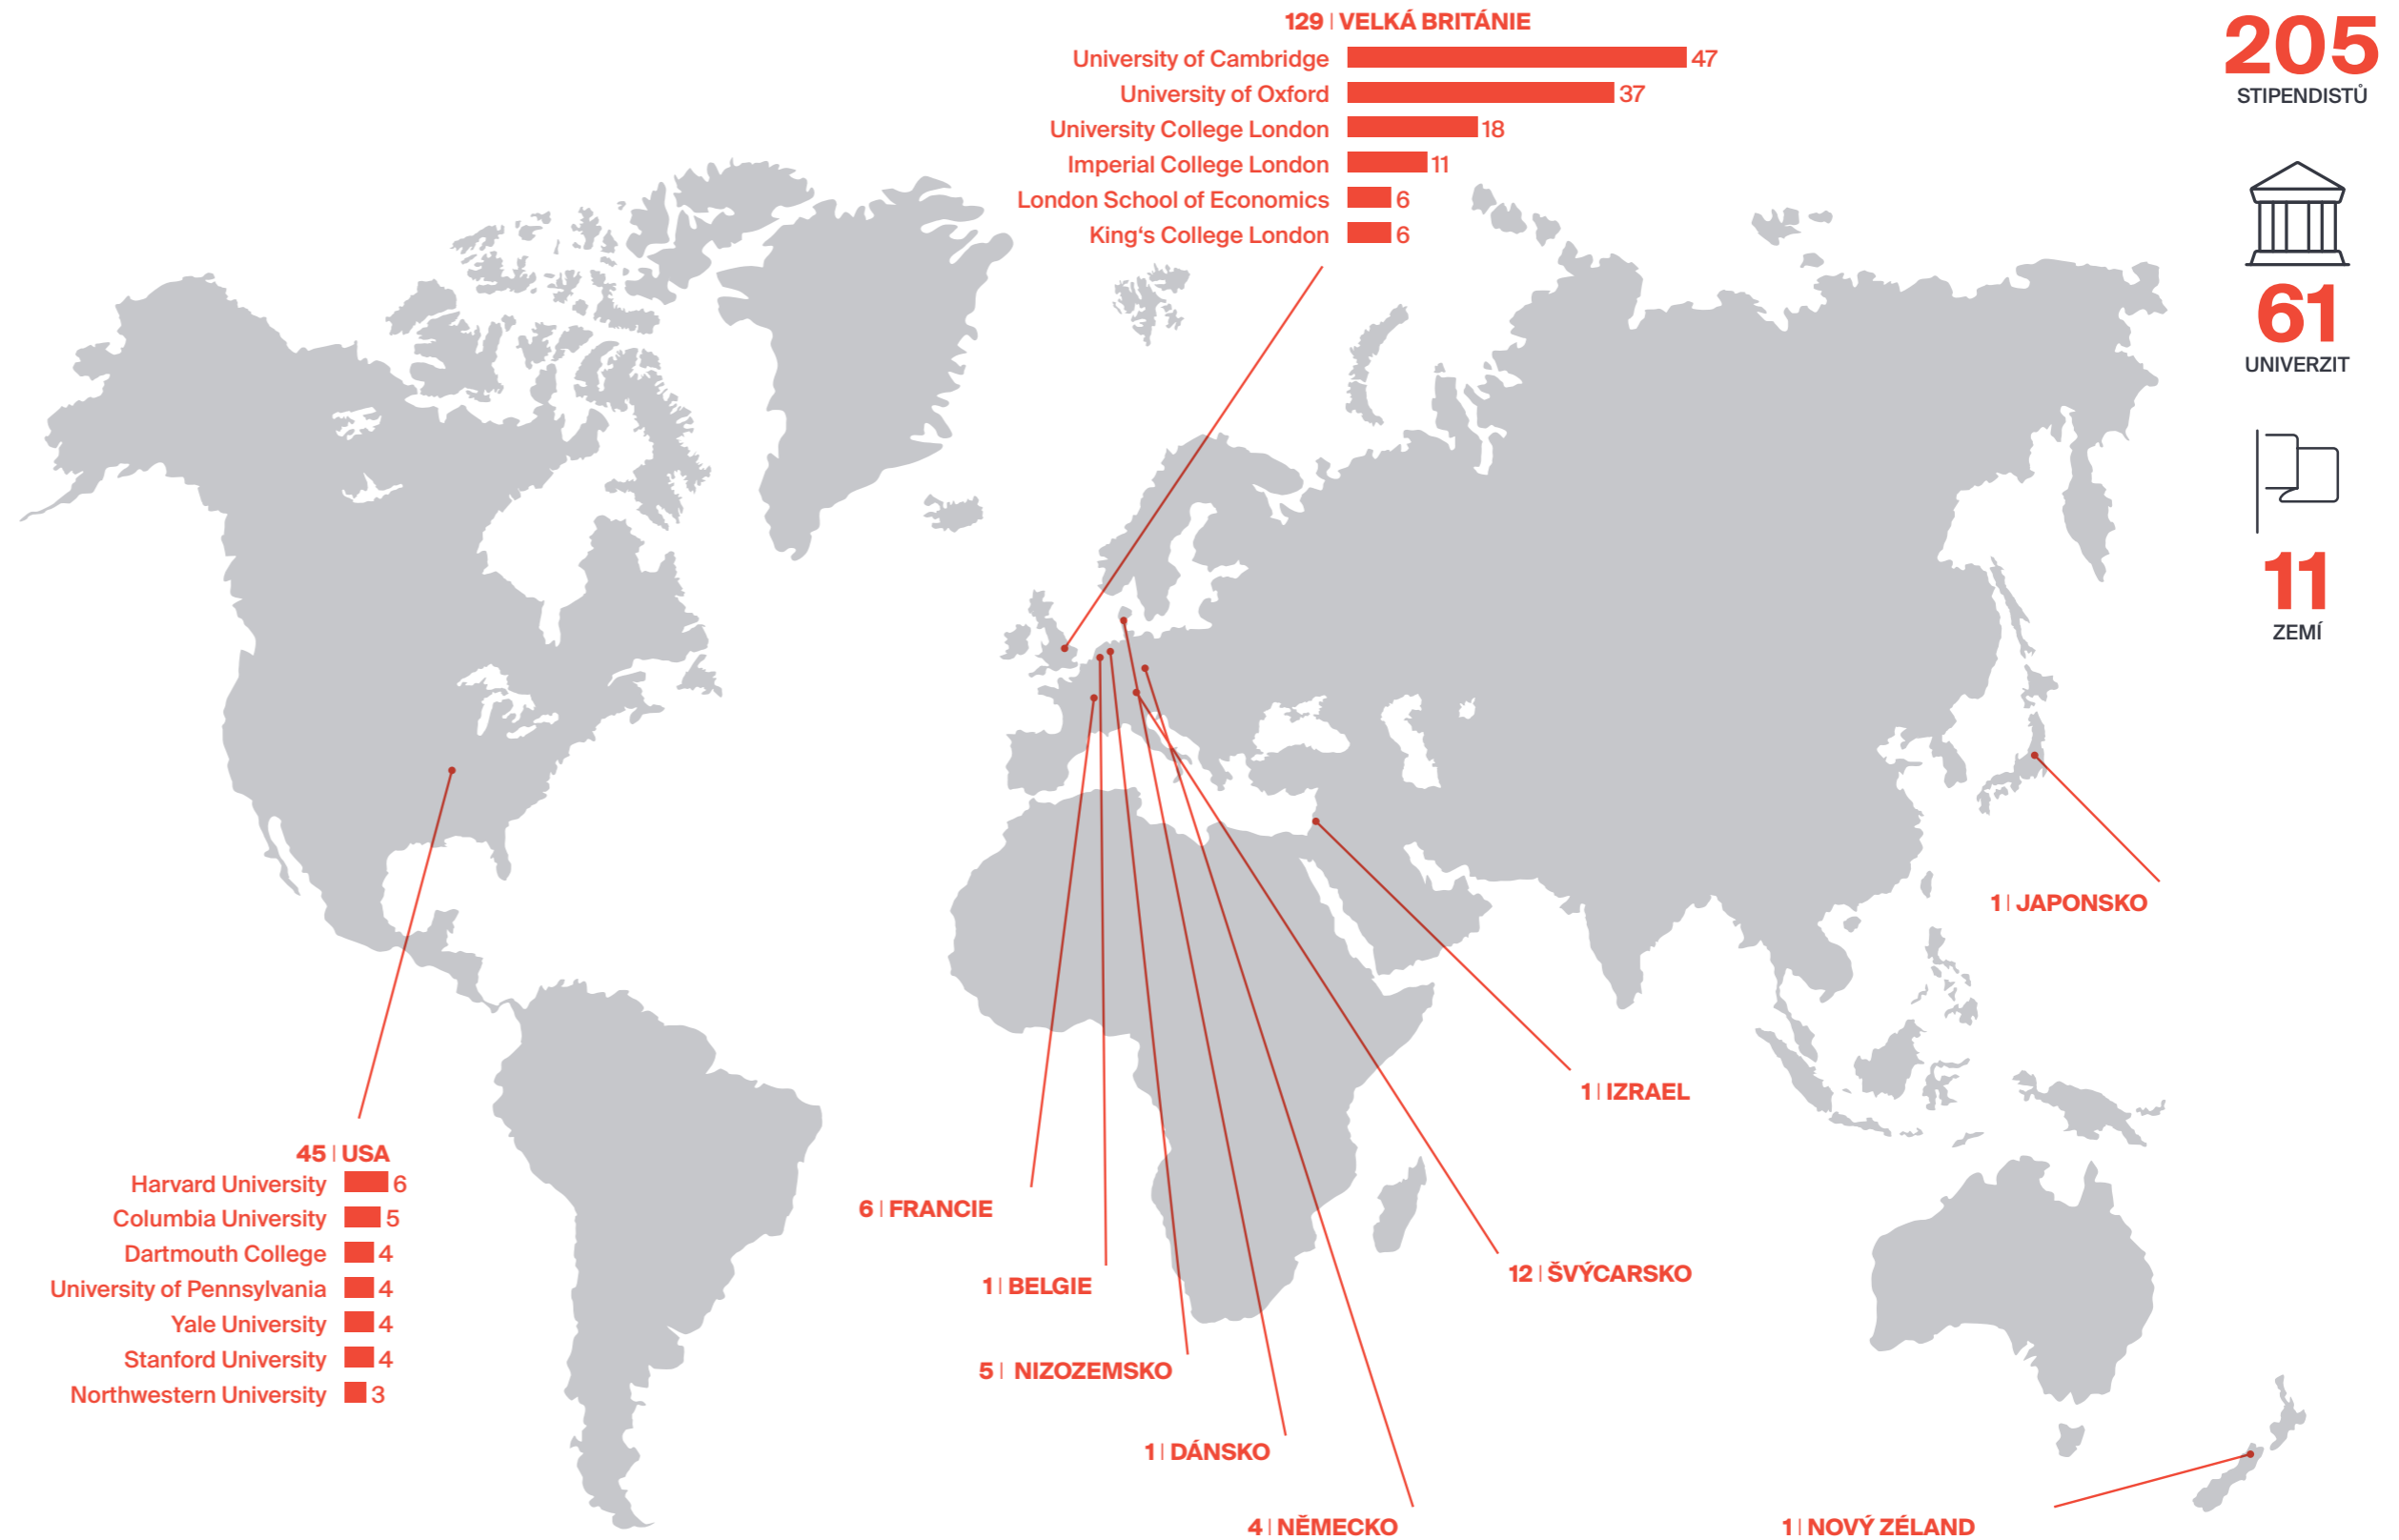 129 | VELKÁ BRITÁNIE
University of Cambridge 47
University of Oxford 37
University College London 18
Imperial College London 11
London School of Economics 6
King‘s College London 6
205
STIPENDISTŮ
61
UNIVERZIT
11
ZEMÍ
1 | JAPONSKO
1 | IZRAEL
45 | USA
Harvard University 6
Columbia University 5
Dartmouth College 4
University of Pennsylvania 4
Yale University 4
Stanford University 4
Northwestern University 3
6 | FRANCIE
1 | BELGIE
12 | ŠVÝCARSKO
5 | NIZOZEMSKO
1 | DÁNSKO
4 | NĚMECKO
1 | NOVÝ ZÉLAND